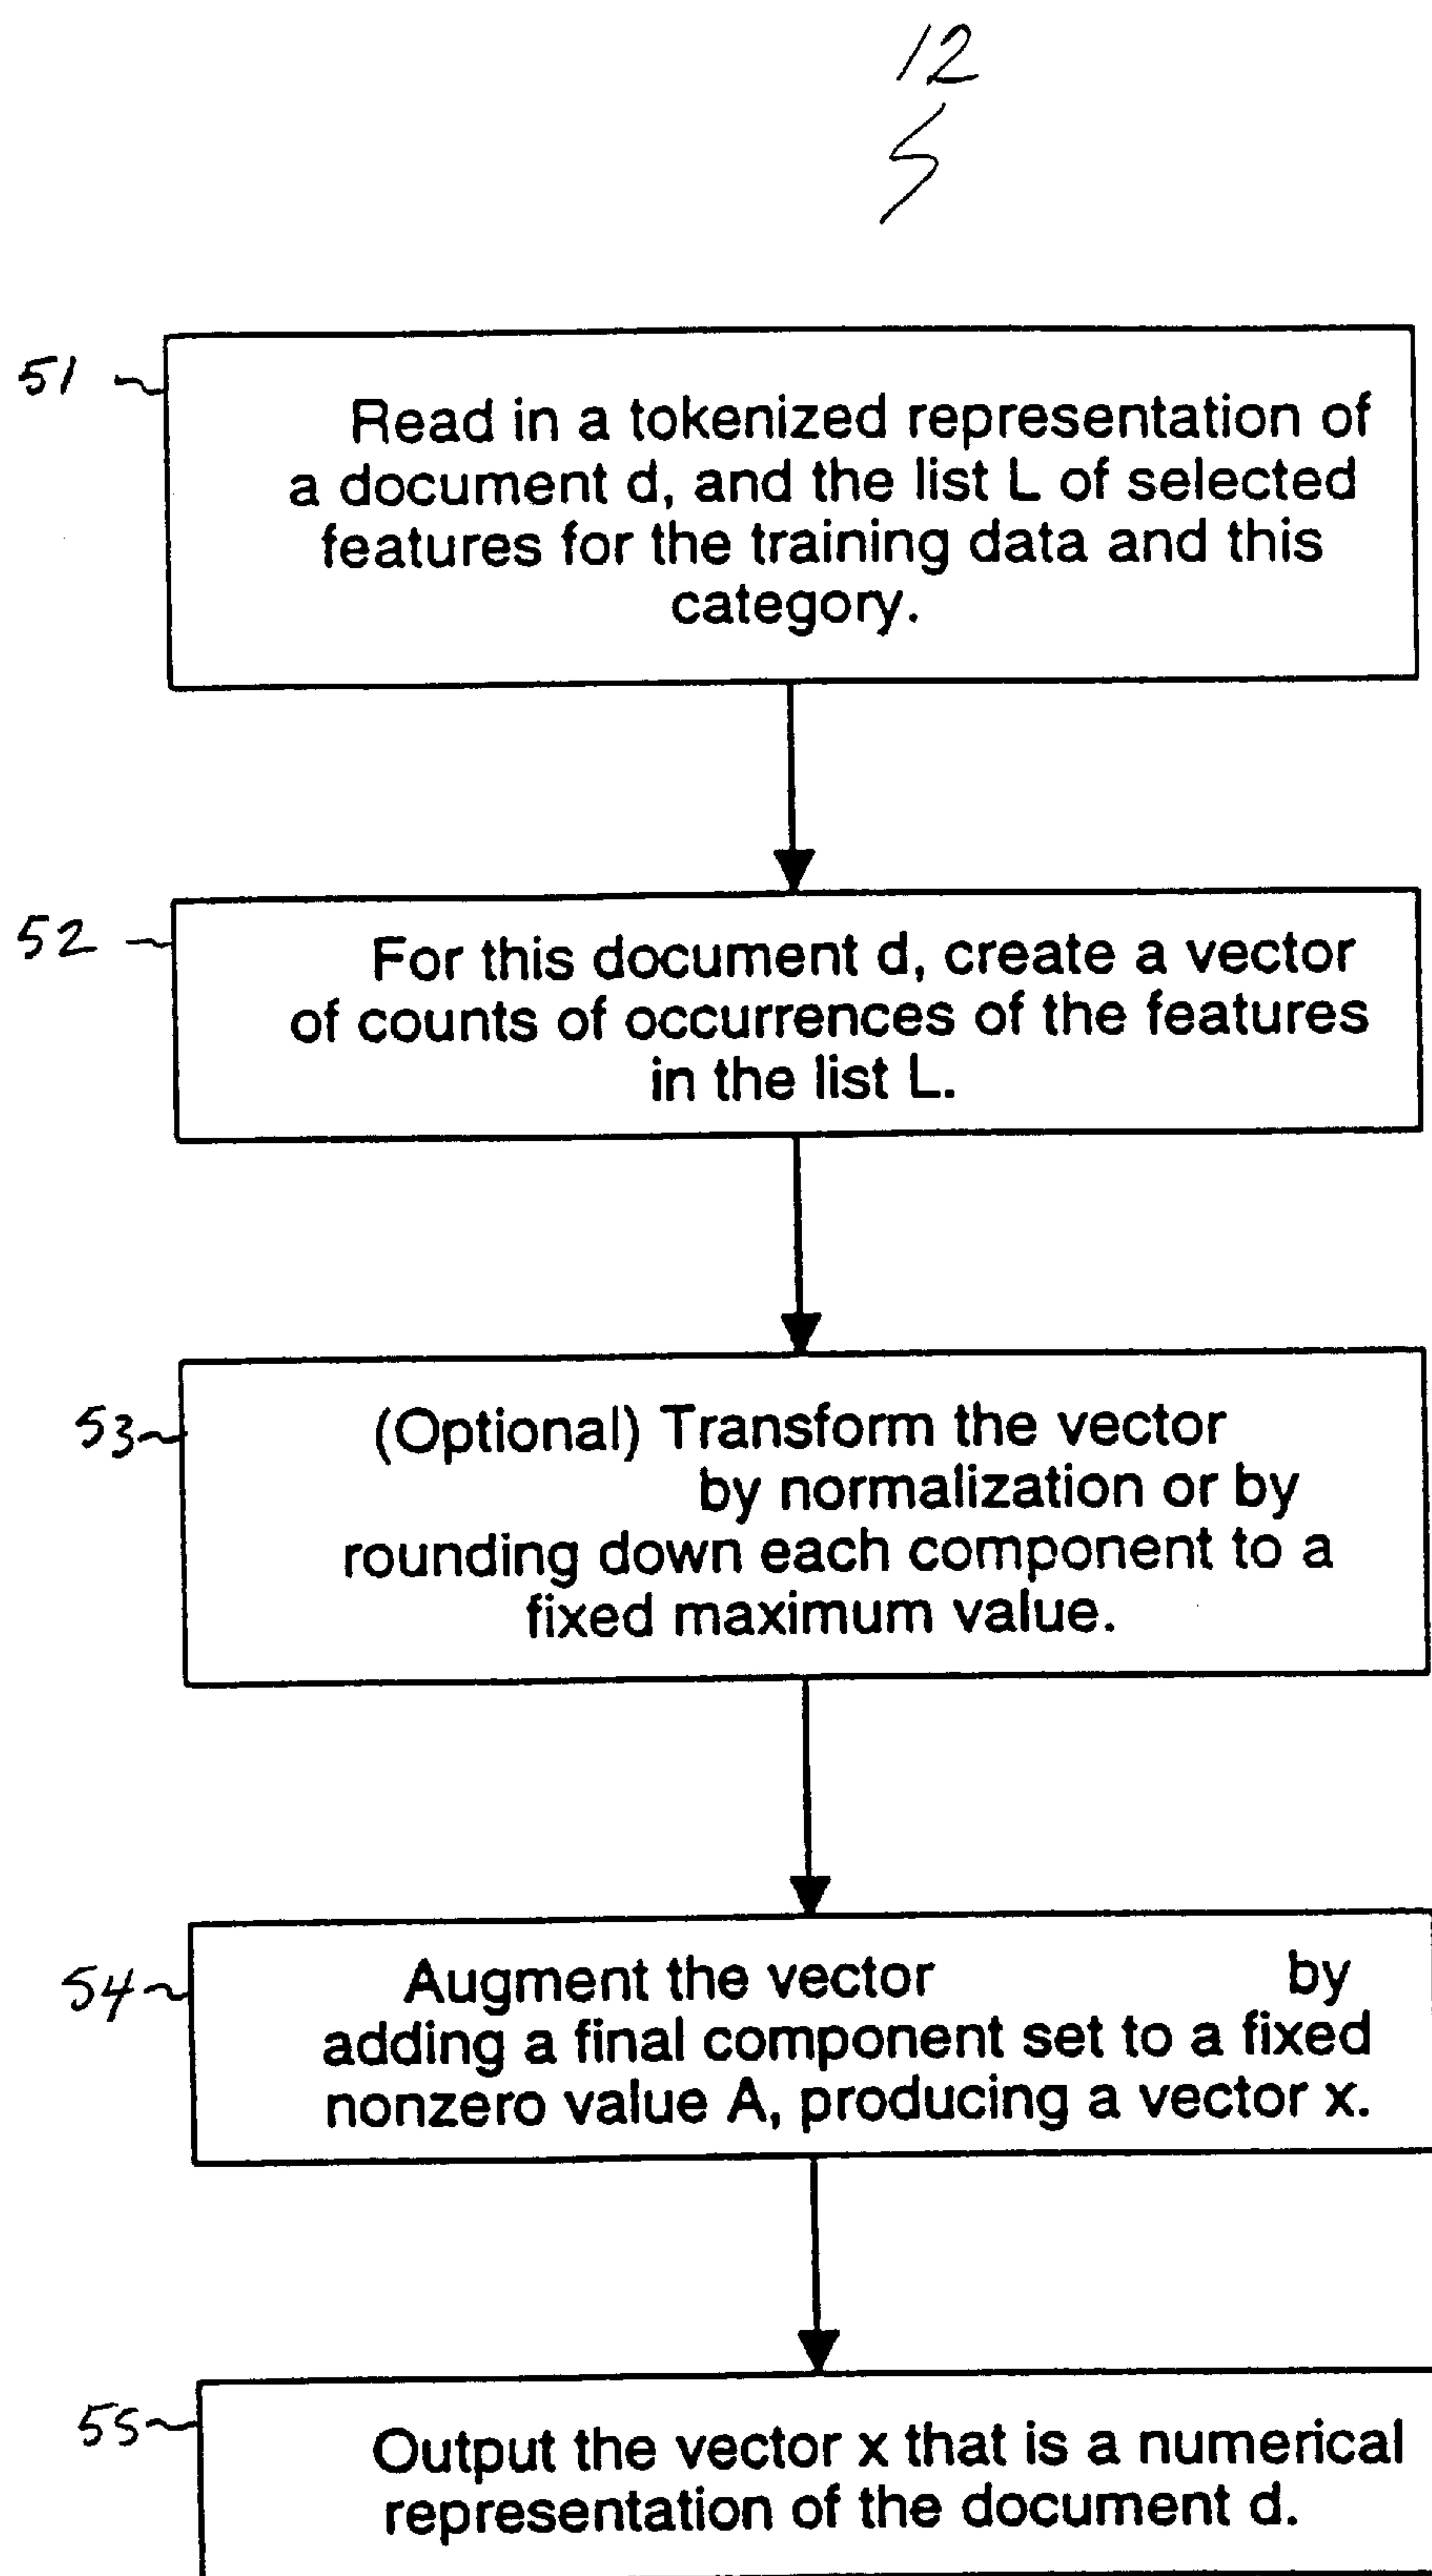 12
51
Read in a tokenized representation of
a document d, and the list L of selected
features for the training data and this
category.
52
For this document d, create a vector
of counts of occurrences of the features
in the list L.
53
(Optional) Transform the vector
by normalization or by
rounding down each component to a
fixed maximum value.
54
Augment the vector by
adding a final component set to a fixed
nonzero value A, producing a vector x.
55
Output the vector x that is a numerical
representation of the document d.